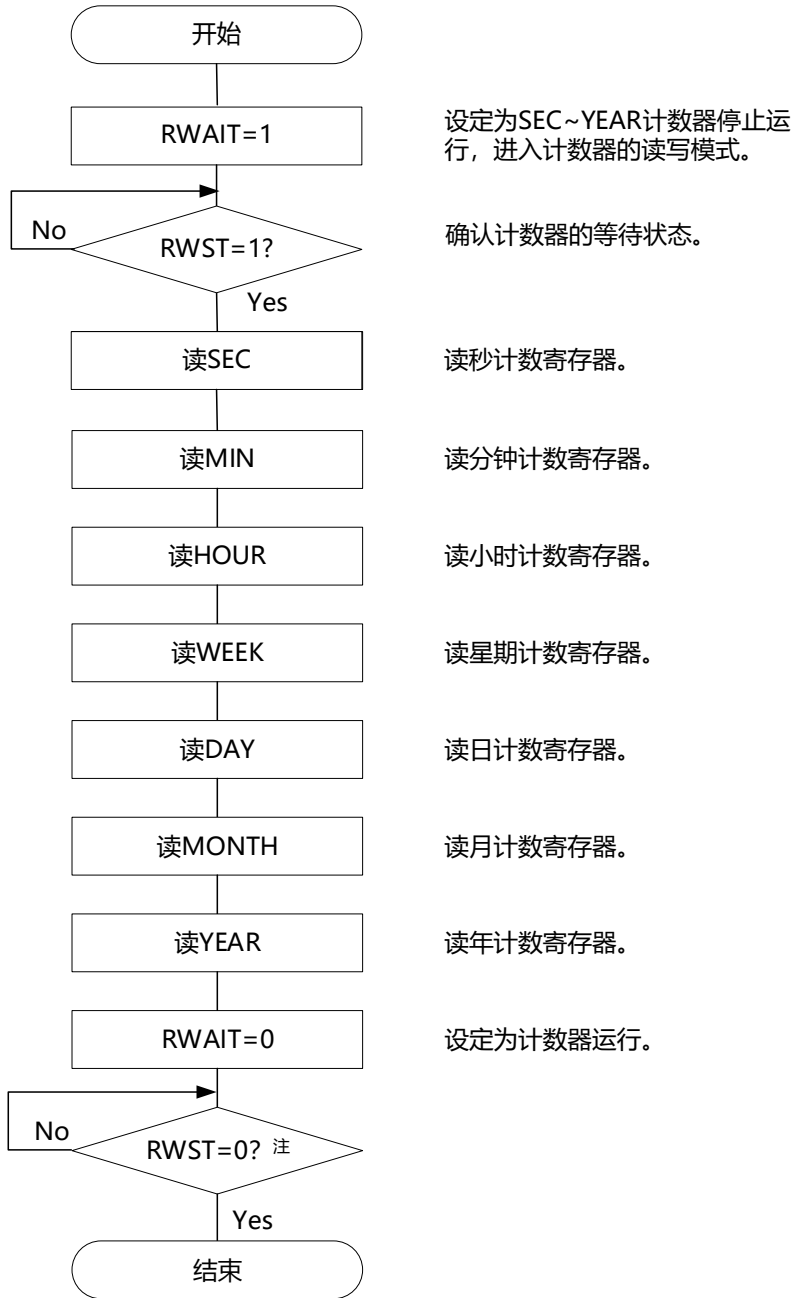 开始
RWAIT=1
设定为SEC~YEAR计数器停止运
行，进入计数器的读写模式。
No
RWST=1?
确认计数器的等待状态。
Yes
读SEC
读秒计数寄存器。
读MIN
读分钟计数寄存器。
读HOUR
读小时计数寄存器。
读WEEK
读星期计数寄存器。
读DAY
读日计数寄存器。
读MONTH
读月计数寄存器。
读YEAR
读年计数寄存器。
RWAIT=0
设定为计数器运行。
No
RWST=0? 注
Yes
结束